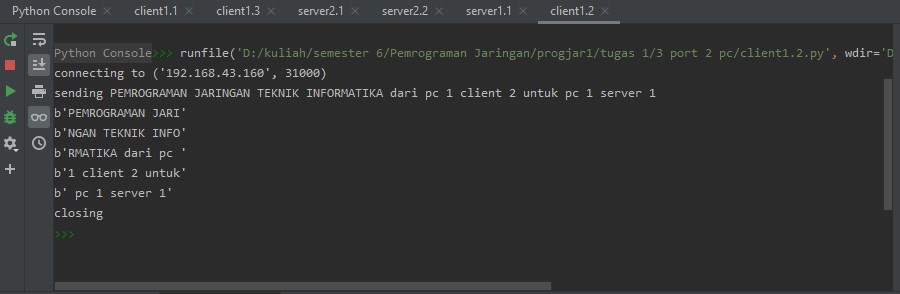 Python Console client1.1 client1.3 server2.1 server2.2 server1.1 client1.2
Python Console>>> runfile('D:/kuliah/semester 6/Pemrograman Jaringan/progjar1/tugas 1/3 port 2 pc/client1.2.py', wdir='D
connecting to ('192.168.43.160', 31000)
sending PEMROGRAMAN JARINGAN TEKNIK INFORMATIKA dari pc 1 client 2 untuk pc 1 server 1
b'PEMROGRAMAN JARI'
b'NGAN TEKNIK INFO'
b'RMATIKA dari pc '
b'1 client 2 untuk'
b' pc 1 server 1'
closing
>>>